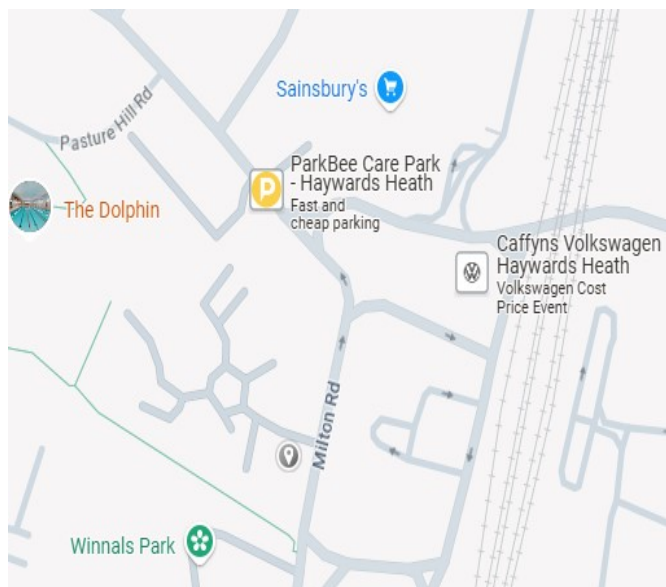 Sainsbury's
Pasture Hill Rd
ParkBee Care Park
- Haywards Heath
Fast and
cheap parking
P
The Dolphin
Caffyns Volkswagen
Haywards Heath
Volkswagen Cost
Price Event
Milton Rd
Winnals Park